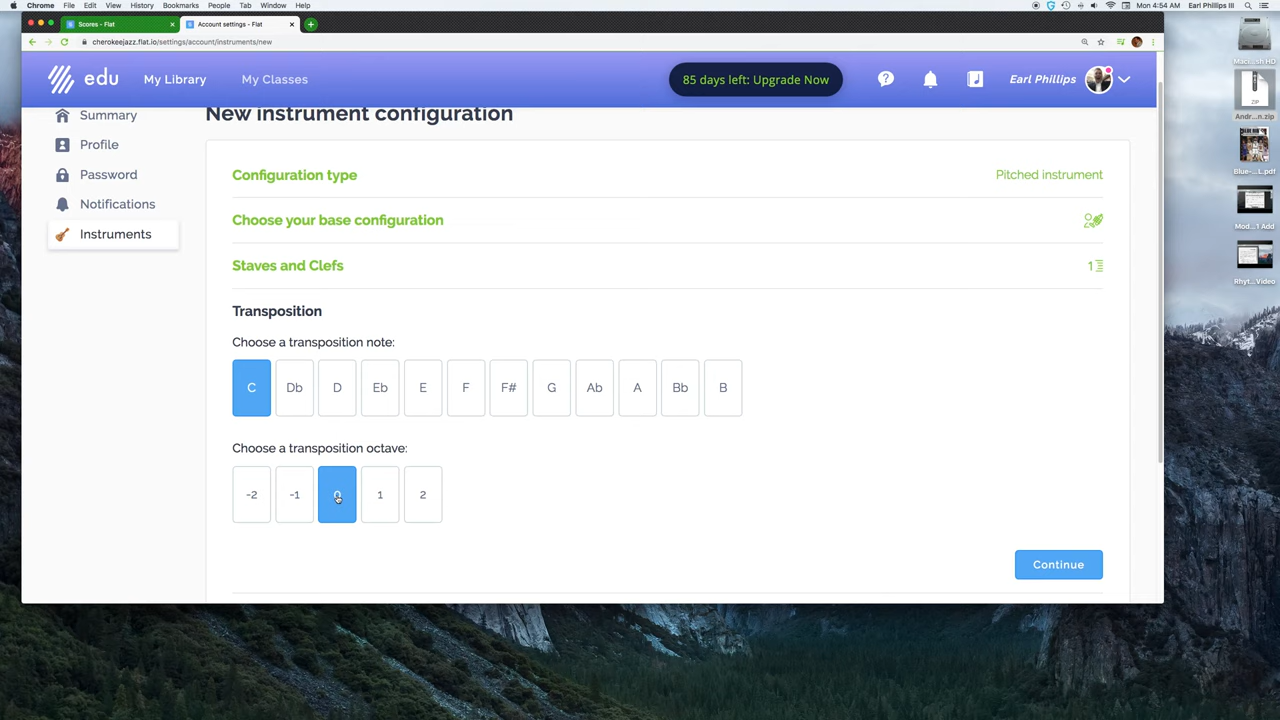 Chrome File Edit View History Bookmarks People Tab Window Help
Mon 4:54 AM Earl Phillips III
Scores - Flat
Account settings - Flat
cherokeejazz.flat.io/settings/account/instruments/new
edu
My Library
My Classes
85 days left: Upgrade Now
Earl Phillips
Summary
Profile
Password
Notifications
Instruments
New instrument configuration
Configuration type
Pitched instrument
Choose your base configuration
Staves and Clefs
1
Transposition
Choose a transposition note:
C Db D Eb E F F# G Ab A Bb B
Choose a transposition octave:
-2 -1 0 1 2
Continue
Maci...sh HD
ZIP
Andr...n.zip
Blue-...L.pdf
Mod...1 Add
Rhyt...Video